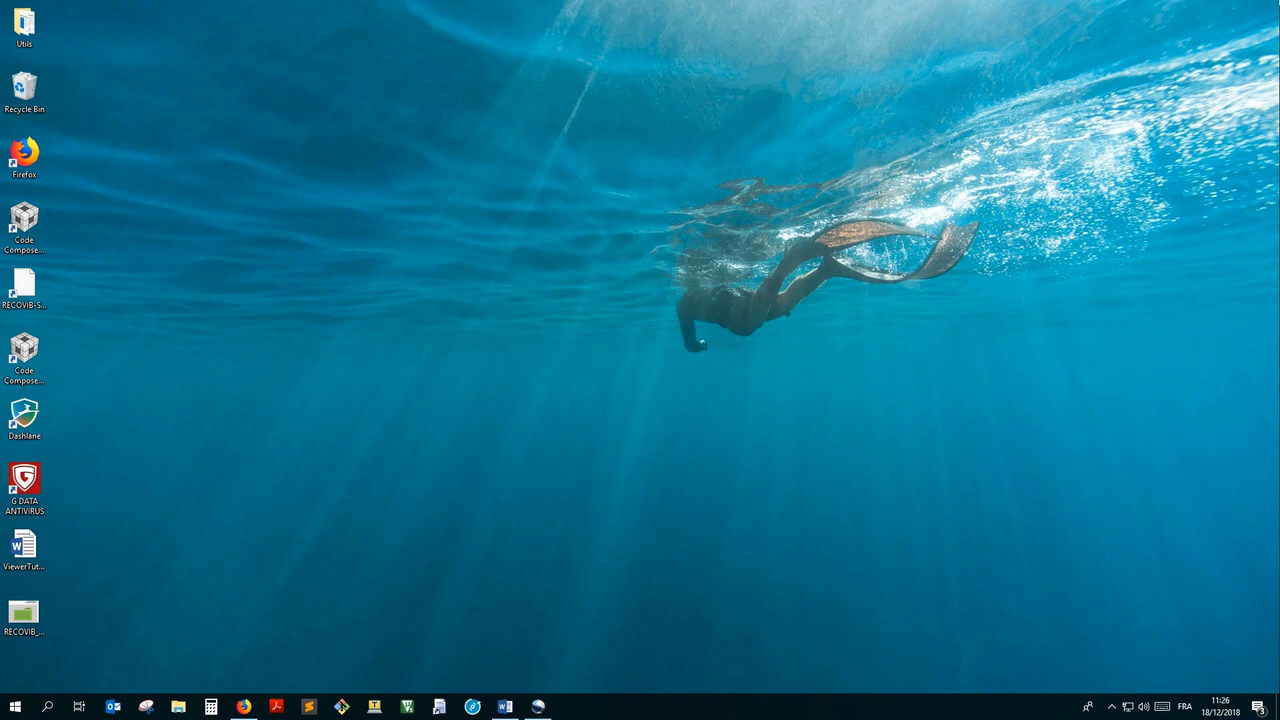 Utils
Recycle Bin
Firefox
Code
Compose...
RECOVIB-S...
Code
Compose...
Dashlane
G DATA
ANTIVIRUS
ViewerTut...
RECOVIB_...
FRA
11:26
18/12/2018
3